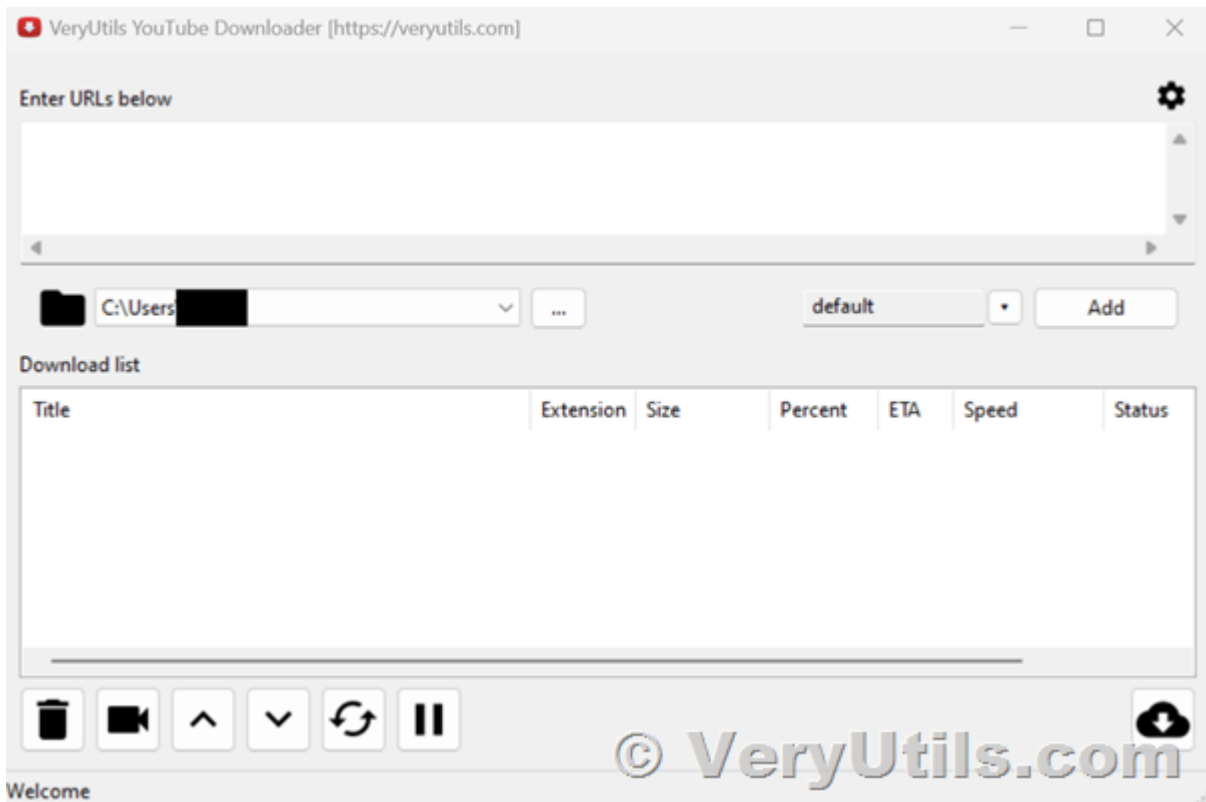 VeryUtils YouTube Downloader [https://veryutils.com]
Enter URLs below
C:\Users
...
default
Add
Download list
Title Extension Size Percent ETA Speed Status
© VeryUtils.com
Welcome